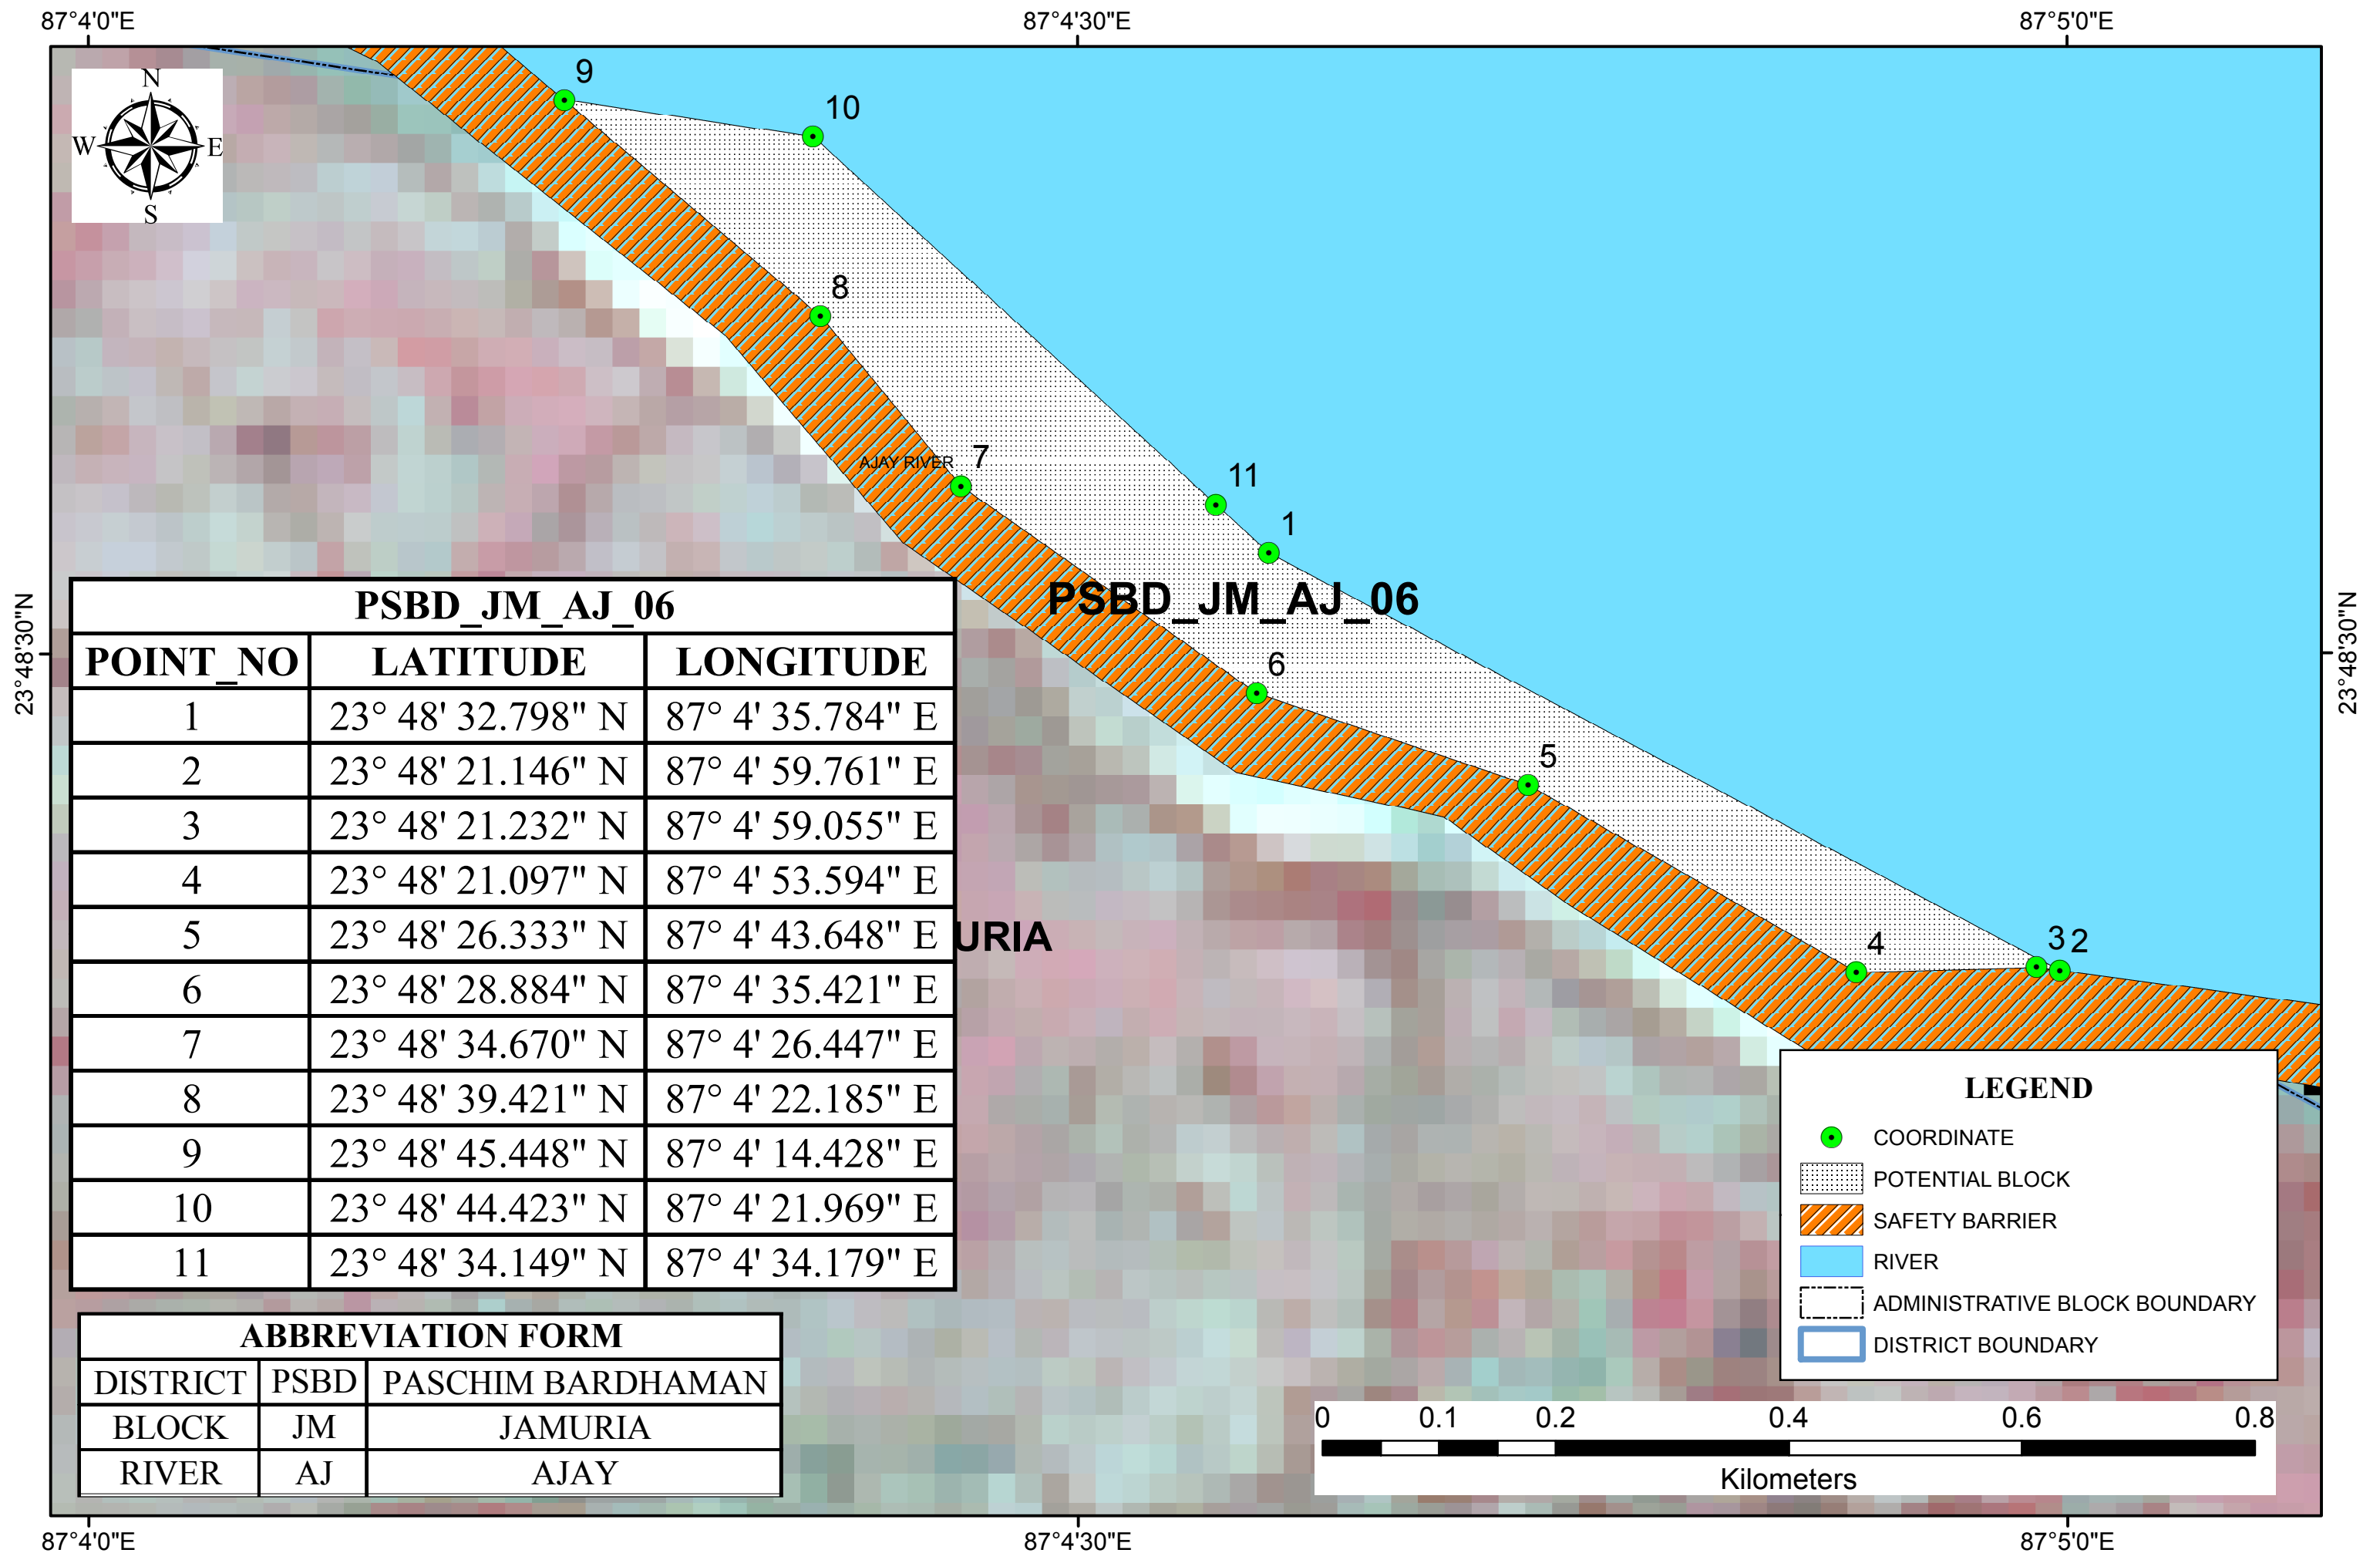 87°4'0"E 87°4'30"E 87°5'0"E
N
W E
S
9
10
8
7
AJAY RIVER
11
1
PSBD_JM_AJ_06
6
5
4
3 2
23°48'30"N 23°48'30"N
PSBD_JM_AJ_06
POINT_NO LATITUDE LONGITUDE
1 23° 48' 32.798" N 87° 4' 35.784" E
2 23° 48' 21.146" N 87° 4' 59.761" E
3 23° 48' 21.232" N 87° 4' 59.055" E
4 23° 48' 21.097" N 87° 4' 53.594" E
5 23° 48' 26.333" N 87° 4' 43.648" E
6 23° 48' 28.884" N 87° 4' 35.421" E
7 23° 48' 34.670" N 87° 4' 26.447" E
8 23° 48' 39.421" N 87° 4' 22.185" E
9 23° 48' 45.448" N 87° 4' 14.428" E
10 23° 48' 44.423" N 87° 4' 21.969" E
11 23° 48' 34.149" N 87° 4' 34.179" E
URIA
ABBREVIATION FORM
DISTRICT PSBD PASCHIM BARDHAMAN
BLOCK JM JAMURIA
RIVER AJ AJAY
LEGEND
COORDINATE
POTENTIAL BLOCK
SAFETY BARRIER
RIVER
ADMINISTRATIVE BLOCK BOUNDARY
DISTRICT BOUNDARY
0 0.1 0.2 0.4 0.6 0.8
Kilometers
87°4'0"E 87°4'30"E 87°5'0"E